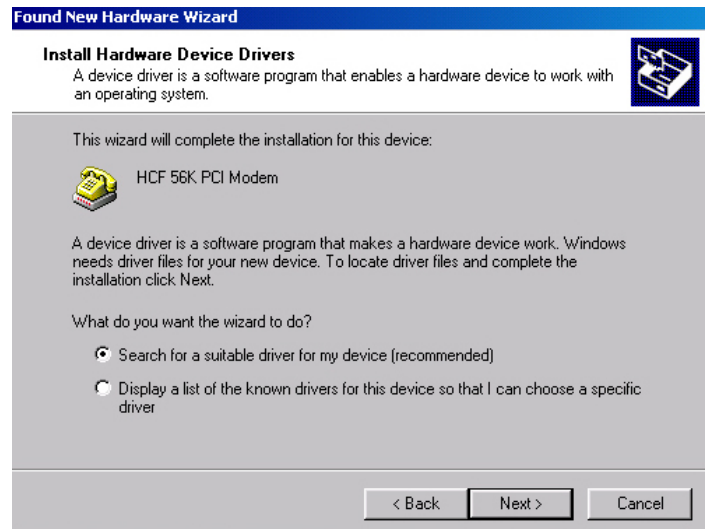 Found New Hardware Wizard
Install Hardware Device Drivers
A device driver is a software program that enables a hardware device to work with
an operating system.
This wizard will complete the installation for this device:
HCF 56K PCI Modem
A device driver is a software program that makes a hardware device work. Windows
needs driver files for your new device. To locate driver files and complete the
installation click Next.
What do you want the wizard to do?
Search for a suitable driver for my device (recommended)
Display a list of the known drivers for this device so that I can choose a specific
driver
< Back Next > Cancel